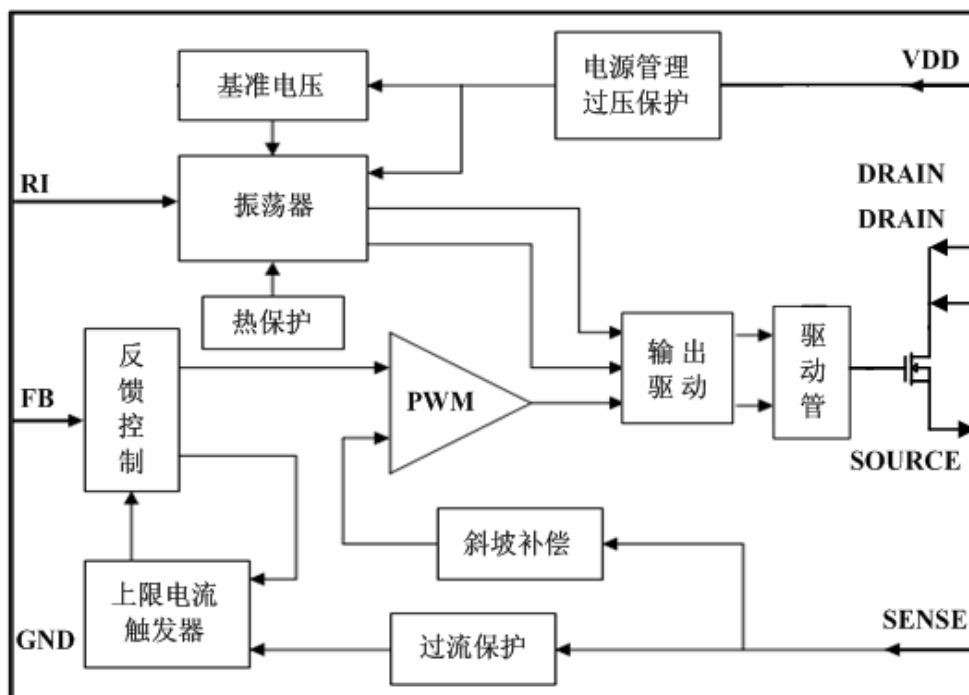 基准电压
电源管理
过压保护
VDD
RI
振荡器
DRAIN
DRAIN
热保护
反
馈
控
制
FB
PWM
输出
驱动
驱
动
管
SOURCE
斜坡补偿
上限电流
触发器
GND
过流保护
SENSE